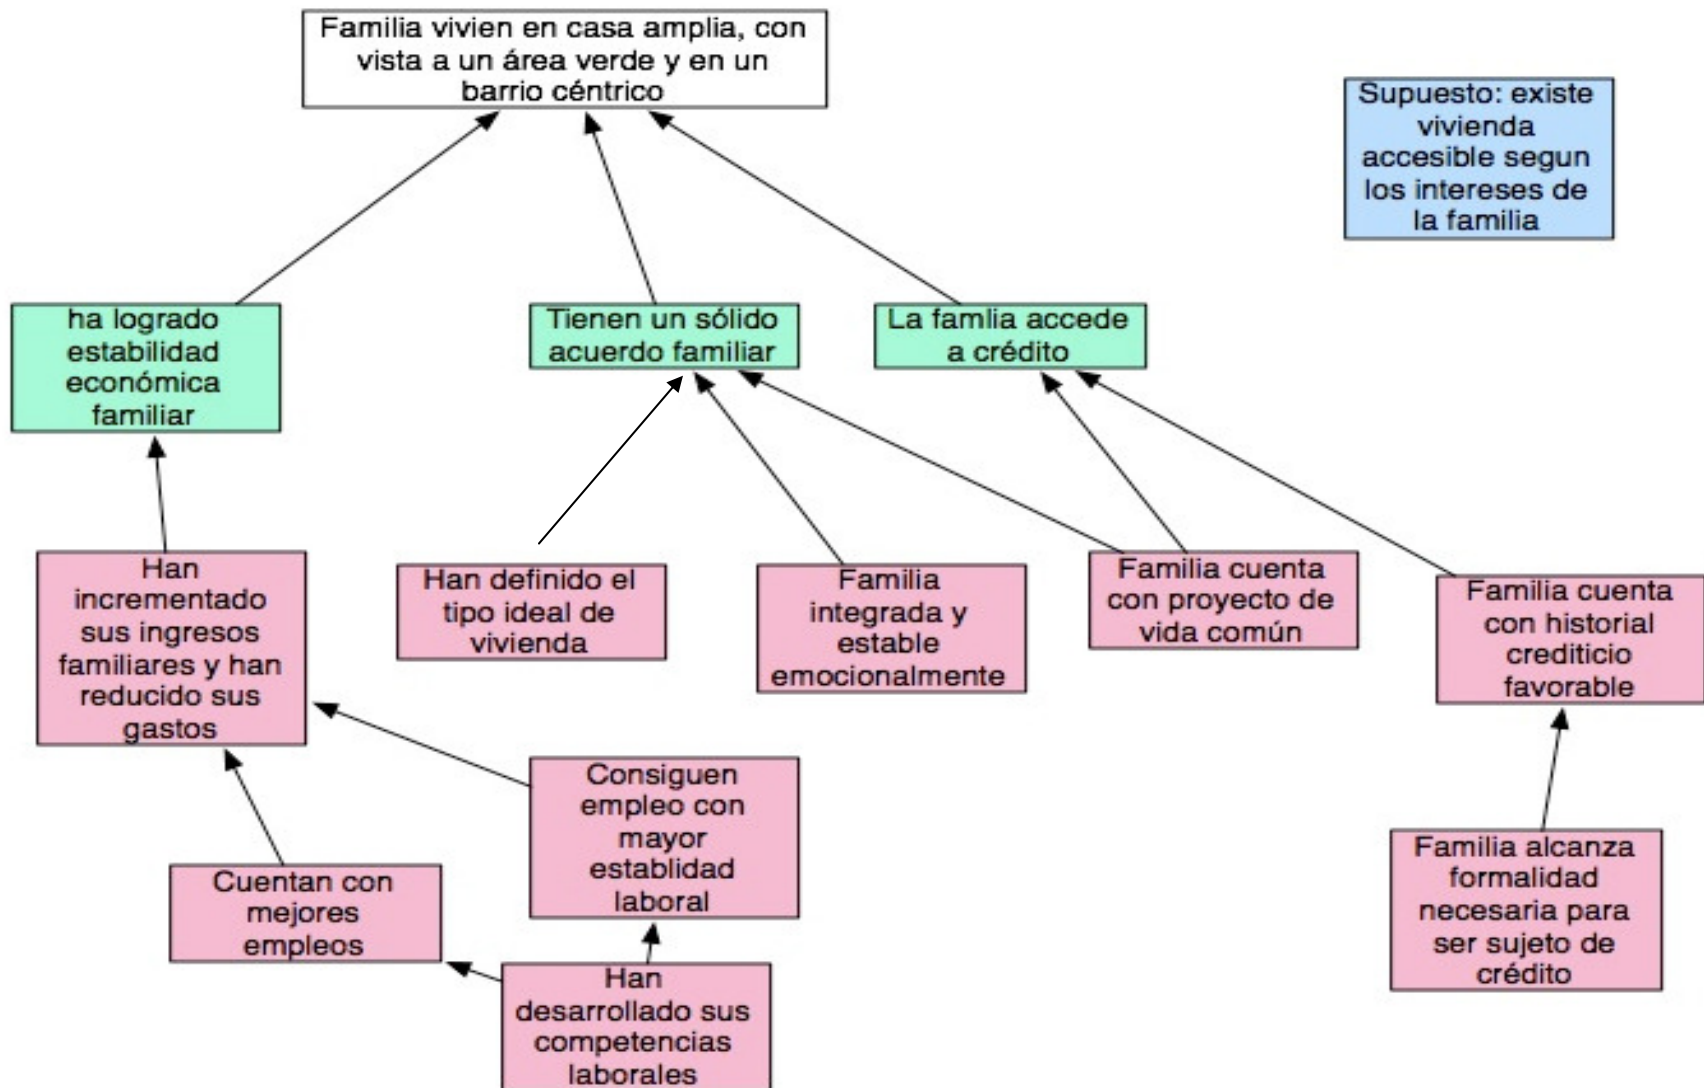 Familia vivien en casa amplia, con
vista a un área verde y en un
barrio céntrico
Supuesto: existe
vivienda
accesible segun
los intereses de
la familia
ha logrado
estabilidad
económica
familiar
Tienen un sólido
acuerdo familiar
La famlia accede
a crédito
Han
incrementado
sus ingresos
familiares y han
reducido sus
gastos
Han definido el
tipo ideal de
vivienda
Familia
integrada y
estable
emocionalmente
Familia cuenta
con proyecto de
vida común
Familia cuenta
con historial
crediticio
favorable
Consiguen
empleo con
mayor
establidad
laboral
Cuentan con
mejores
empleos
Familia alcanza
formalidad
necesaria para
ser sujeto de
crédito
Han
desarrollado sus
competencias
laborales